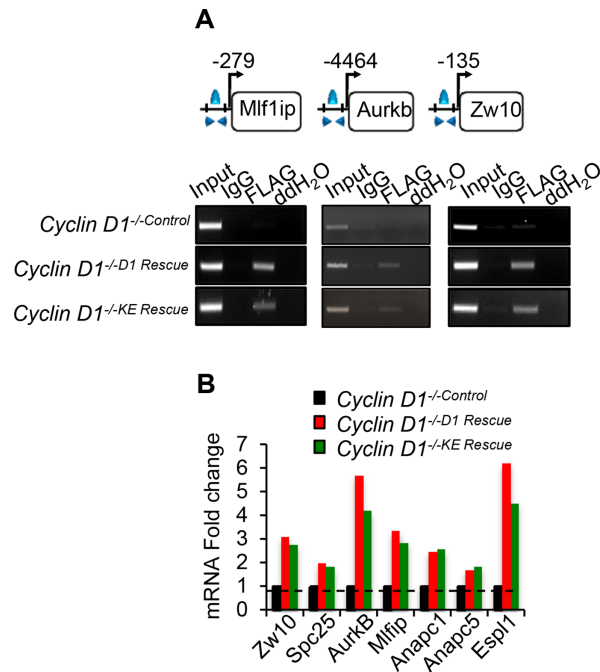 A
-279 -4464 -135
Mlf1ip Aurkb Zw10
Input IgG FLAG ddH2O Input IgG FLAG ddH2O Input IgG FLAG ddH2O
Cyclin D1-/-Control
Cyclin D1-/-D1 Rescue
Cyclin D1-/-KE Rescue
B
Cyclin D1-/-Control
Cyclin D1-/-D1 Rescue
Cyclin D1-/-KE Rescue
mRNA Fold change
7
6
5
4
3
2
1
0
Zw10 Spc25 AurkB Mlfip Anapc1 Anapc5 Espl1